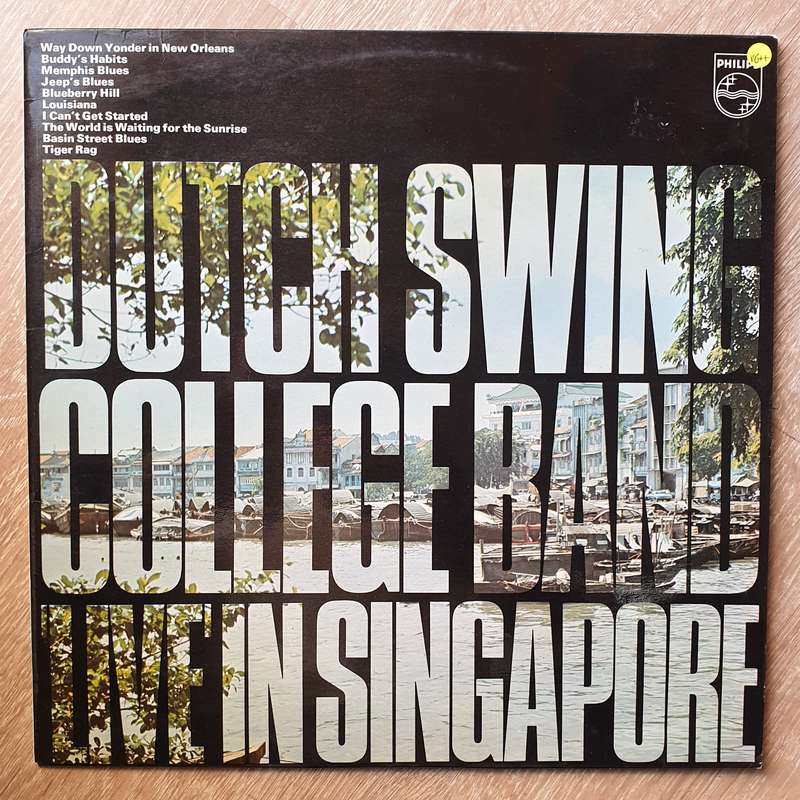 Way Down Yonder in New Orleans
Buddy's Habits
Memphis Blues
Jeep's Blues
Blueberry Hill
Louisiana
I Can't Get Started
The World is Waiting for the Sunrise
Basin Street Blues
Tiger Rag
PHILIPS
VG++
DUTCH SWING
COLLEGE BAND
LIVE IN SINGAPORE